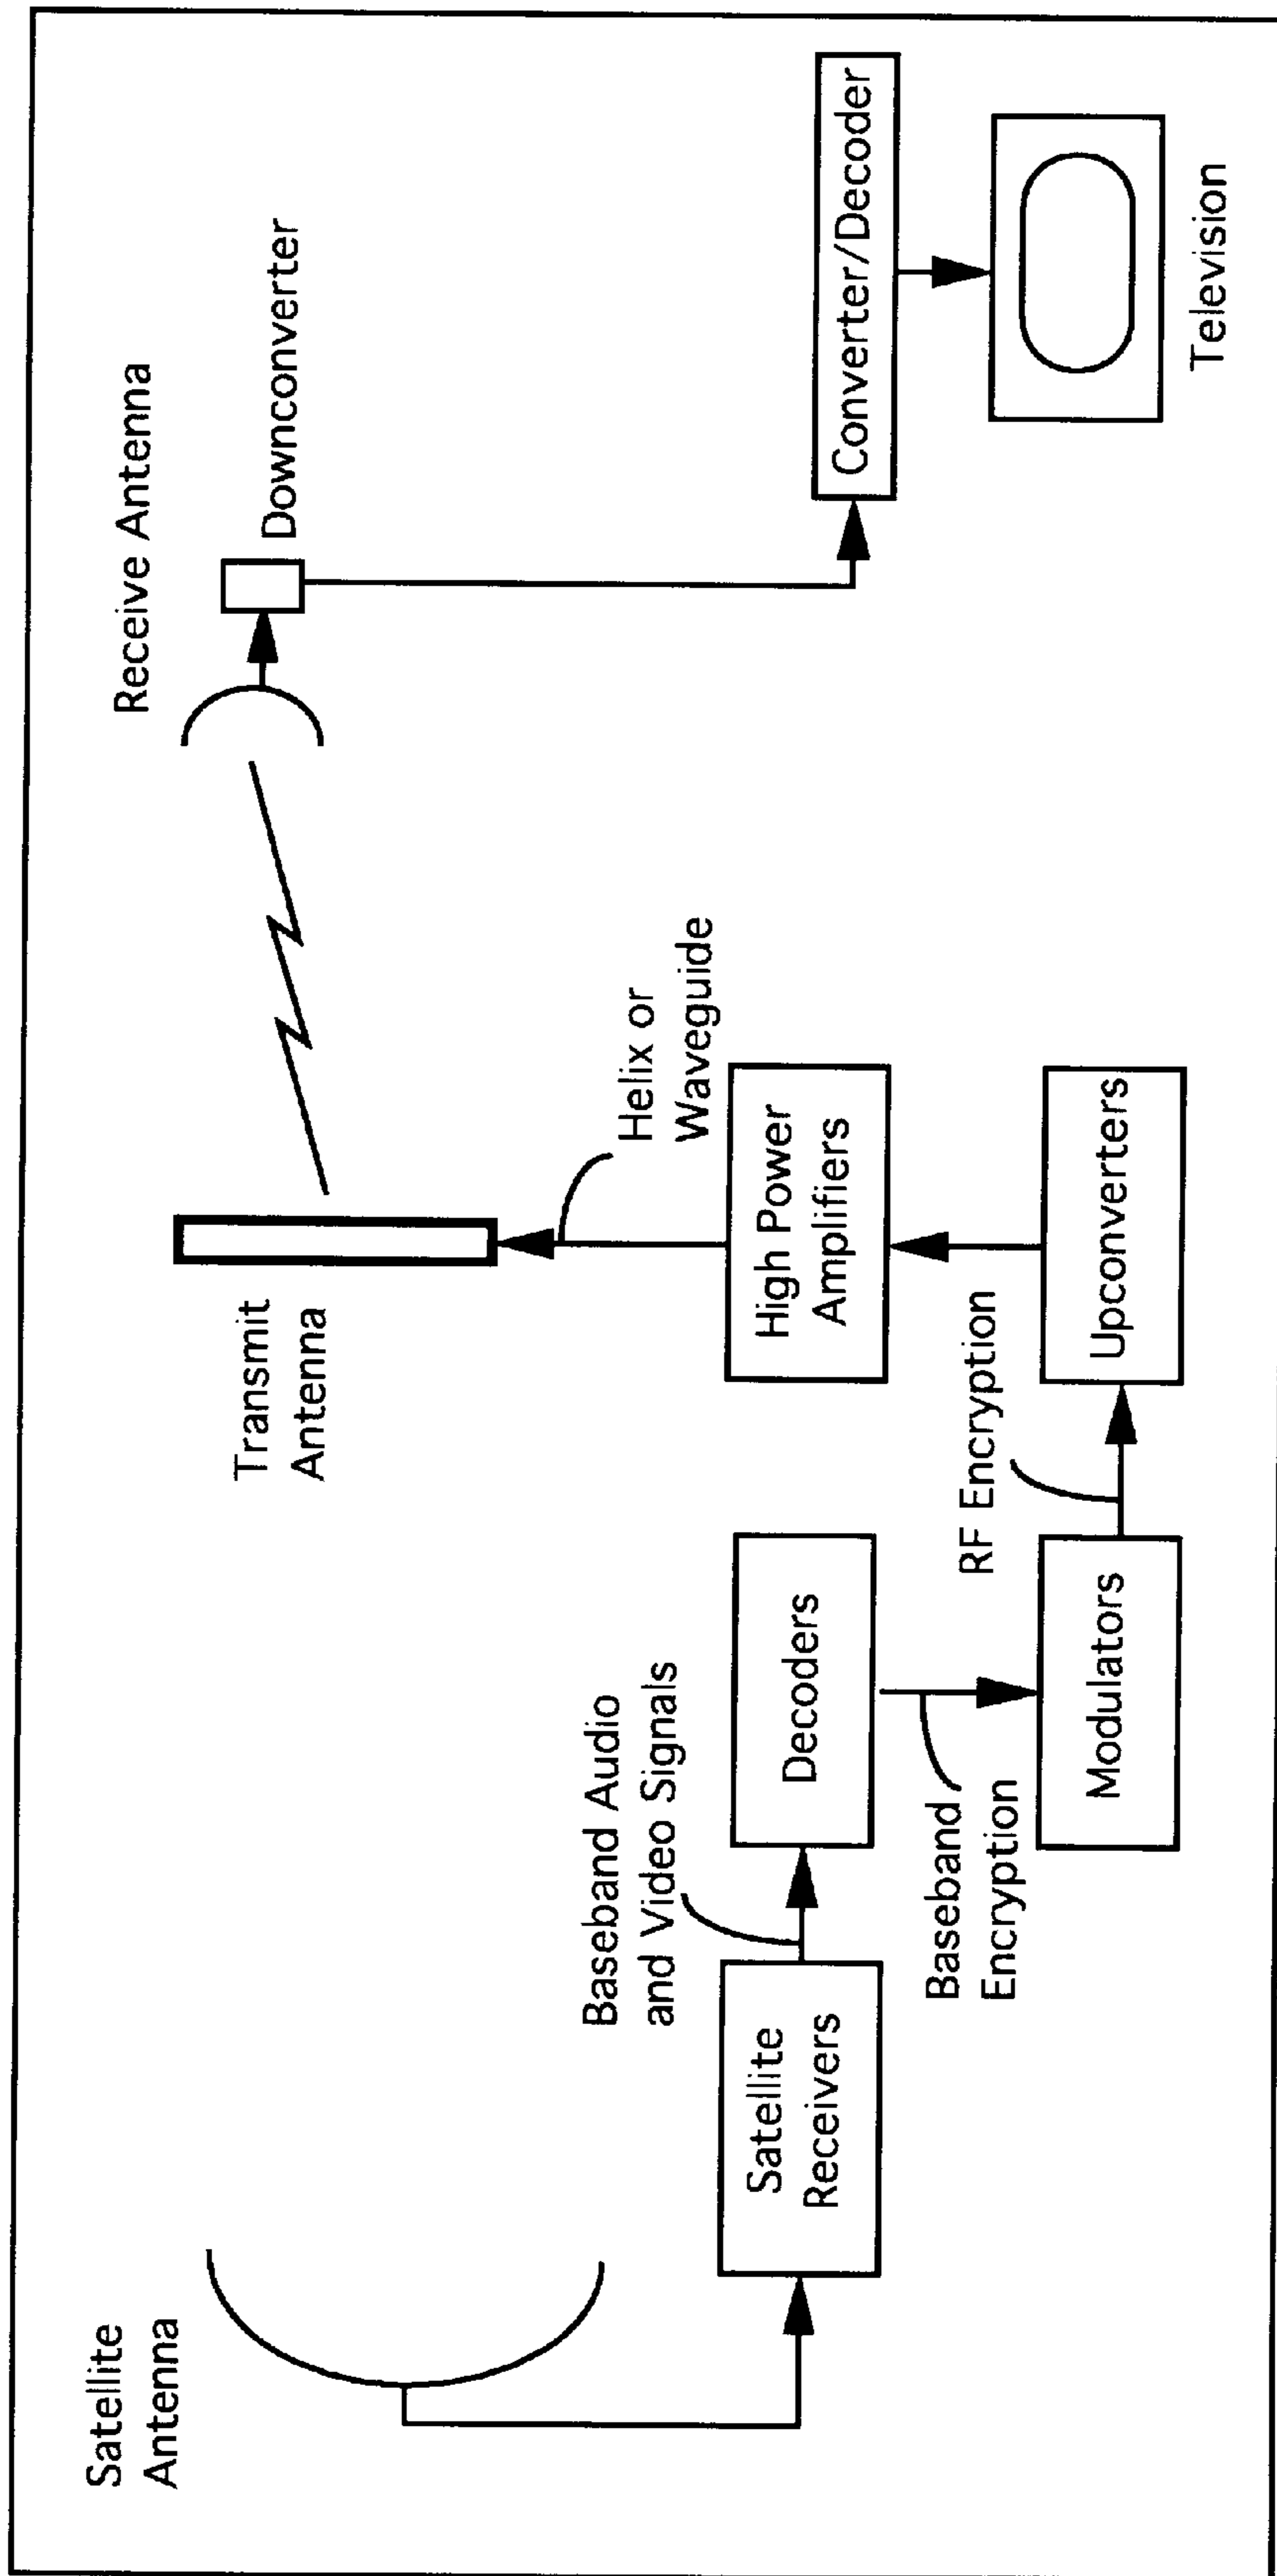 Satellite
Antenna
Satellite
Receivers
Baseband Audio
and Video Signals
Decoders
Baseband
Encryption
Modulators
RF Encryption
Upconverters
High Power
Amplifiers
Helix or
Waveguide
Transmit
Antenna
Receive Antenna
Downconverter
Converter/Decoder
Television